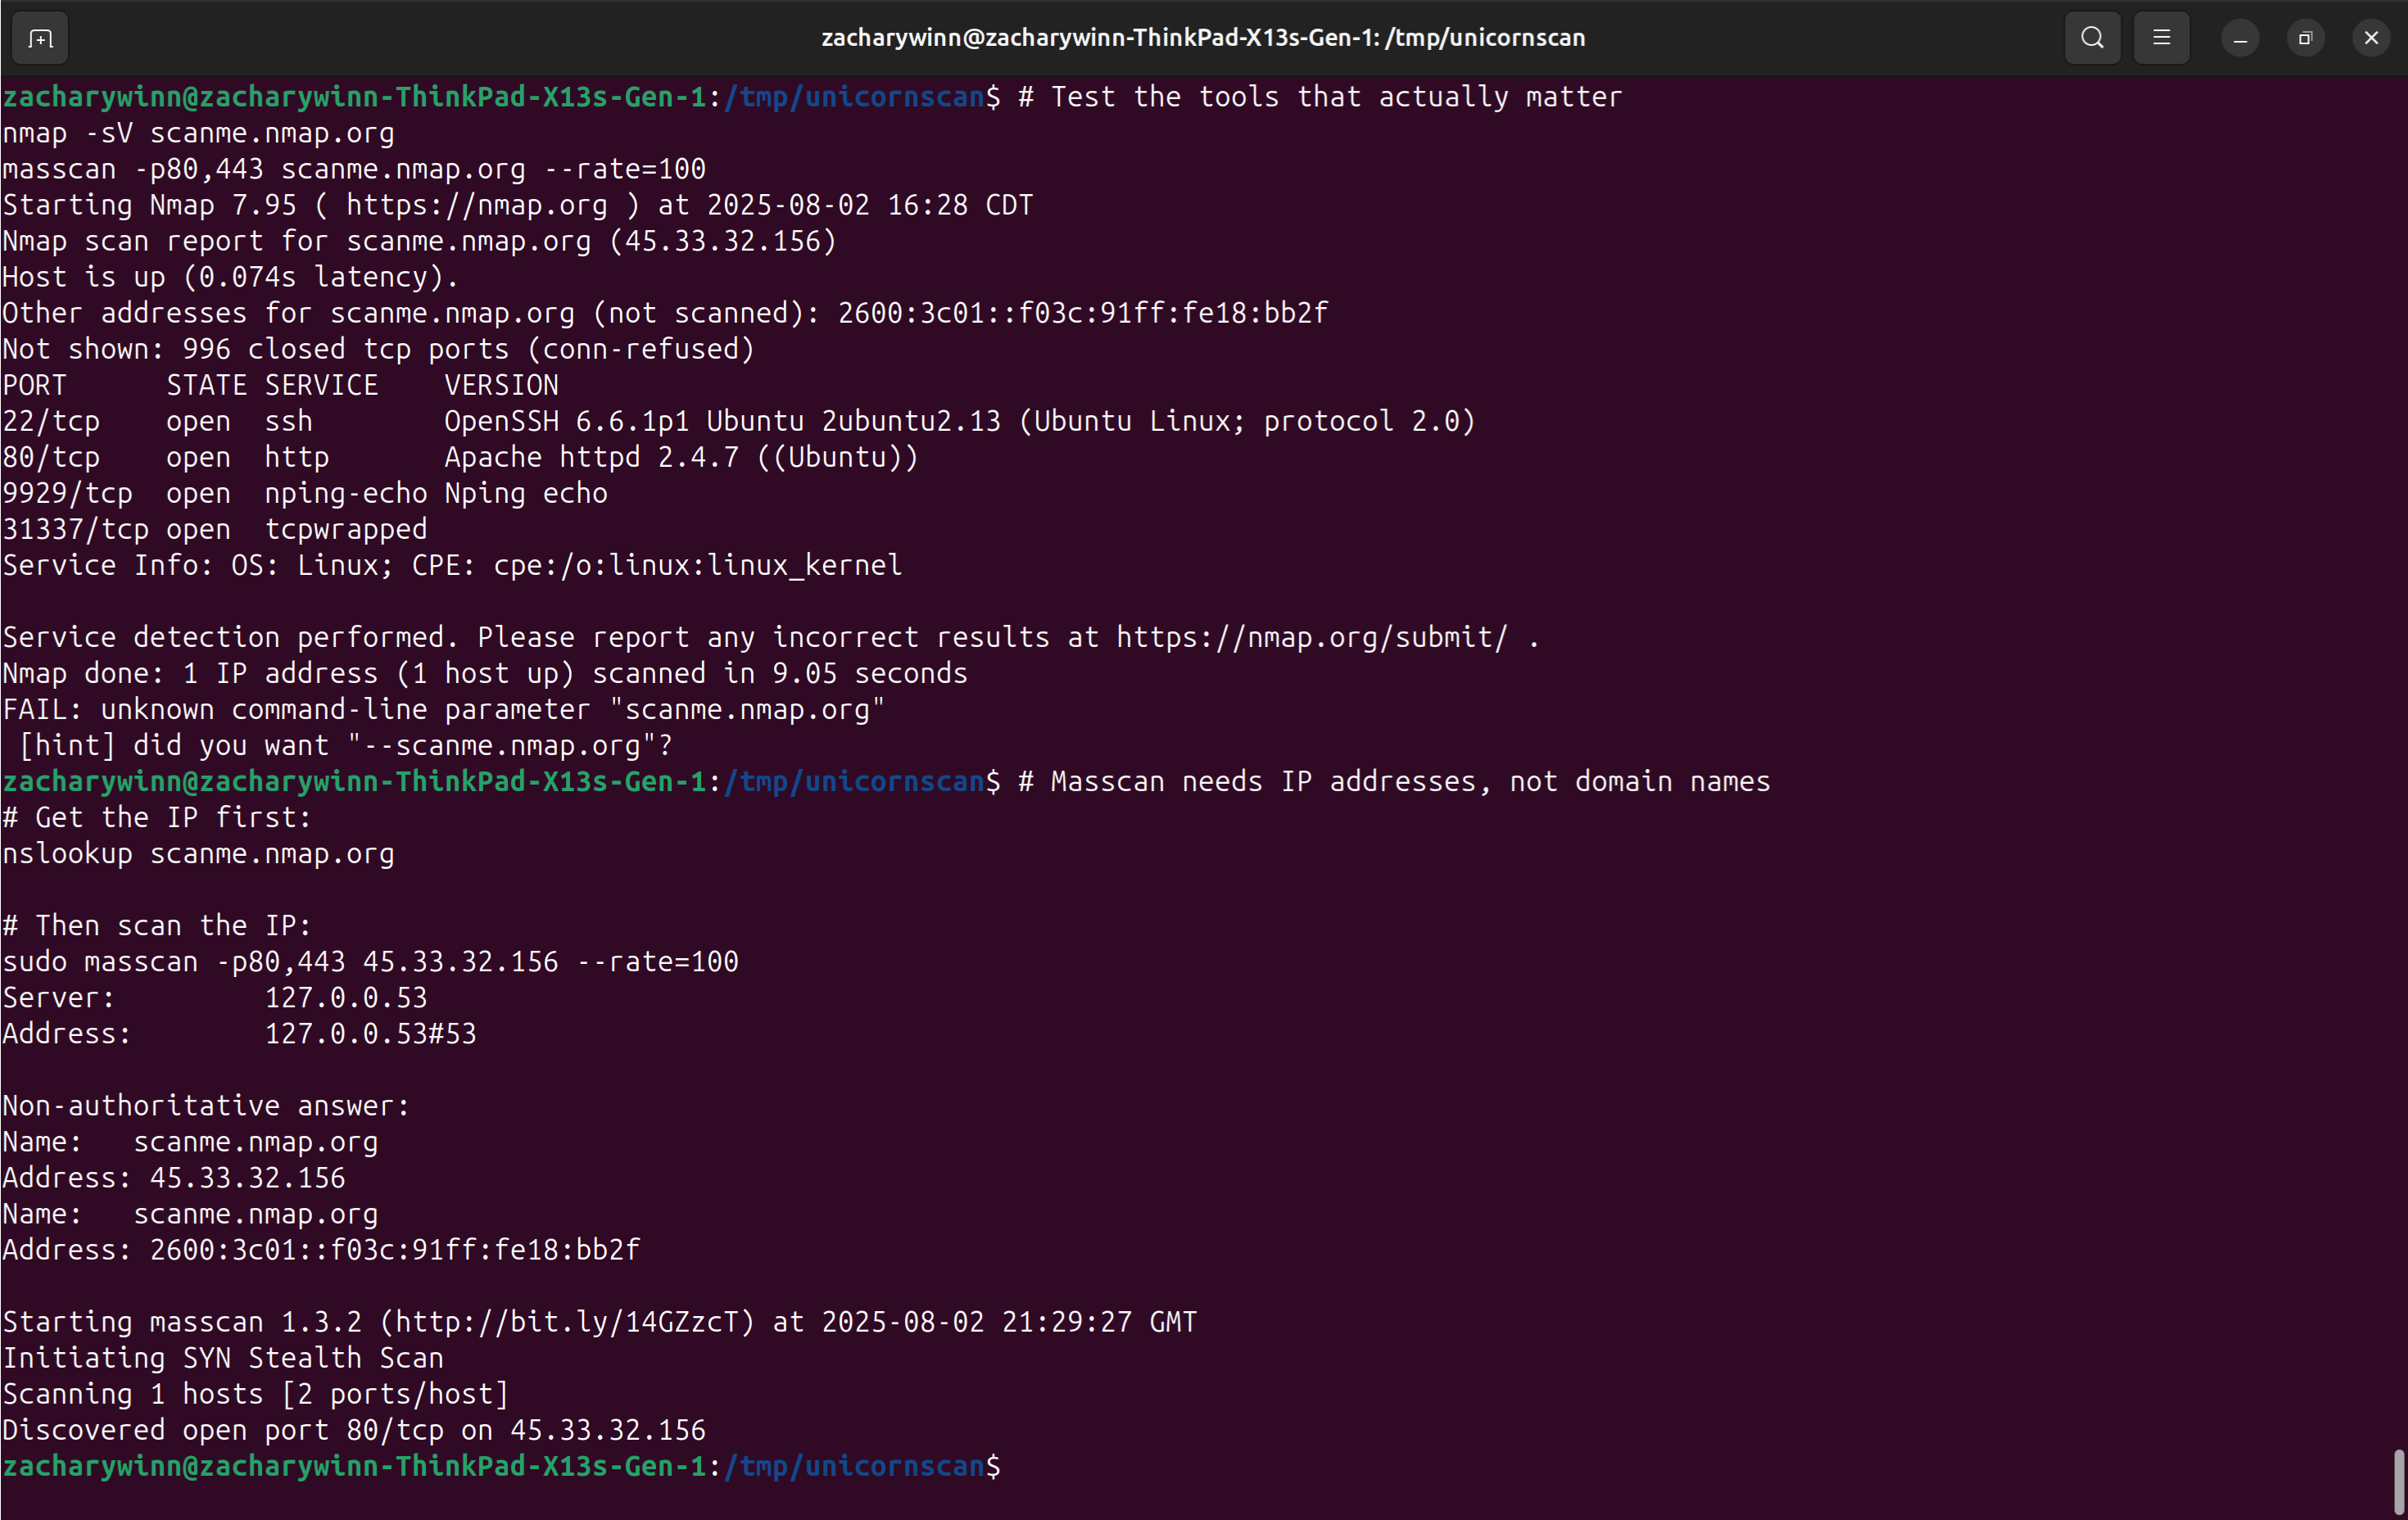 zacharywinn@zacharywinn-ThinkPad-X13s-Gen-1: /tmp/unicornscan
zacharywinn@zacharywinn-ThinkPad-X13s-Gen-1:/tmp/unicornscan$ # Test the tools that actually matter
nmap -sV scanme.nmap.org
masscan -p80,443 scanme.nmap.org --rate=100
Starting Nmap 7.95 ( https://nmap.org ) at 2025-08-02 16:28 CDT
Nmap scan report for scanme.nmap.org (45.33.32.156)
Host is up (0.074s latency).
Other addresses for scanme.nmap.org (not scanned): 2600:3c01::f03c:91ff:fe18:bb2f
Not shown: 996 closed tcp ports (conn-refused)
PORT      STATE SERVICE    VERSION
22/tcp    open  ssh        OpenSSH 6.6.1p1 Ubuntu 2ubuntu2.13 (Ubuntu Linux; protocol 2.0)
80/tcp    open  http       Apache httpd 2.4.7 ((Ubuntu))
9929/tcp  open  nping-echo Nping echo
31337/tcp open  tcpwrapped
Service Info: OS: Linux; CPE: cpe:/o:linux:linux_kernel
Service detection performed. Please report any incorrect results at https://nmap.org/submit/ .
Nmap done: 1 IP address (1 host up) scanned in 9.05 seconds
FAIL: unknown command-line parameter "scanme.nmap.org"
 [hint] did you want "--scanme.nmap.org"?
zacharywinn@zacharywinn-ThinkPad-X13s-Gen-1:/tmp/unicornscan$ # Masscan needs IP addresses, not domain names
# Get the IP first:
nslookup scanme.nmap.org
# Then scan the IP:
sudo masscan -p80,443 45.33.32.156 --rate=100
Server:         127.0.0.53
Address:        127.0.0.53#53
Non-authoritative answer:
Name:   scanme.nmap.org
Address: 45.33.32.156
Name:   scanme.nmap.org
Address: 2600:3c01::f03c:91ff:fe18:bb2f
Starting masscan 1.3.2 (http://bit.ly/14GZzcT) at 2025-08-02 21:29:27 GMT
Initiating SYN Stealth Scan
Scanning 1 hosts [2 ports/host]
Discovered open port 80/tcp on 45.33.32.156
zacharywinn@zacharywinn-ThinkPad-X13s-Gen-1:/tmp/unicornscan$